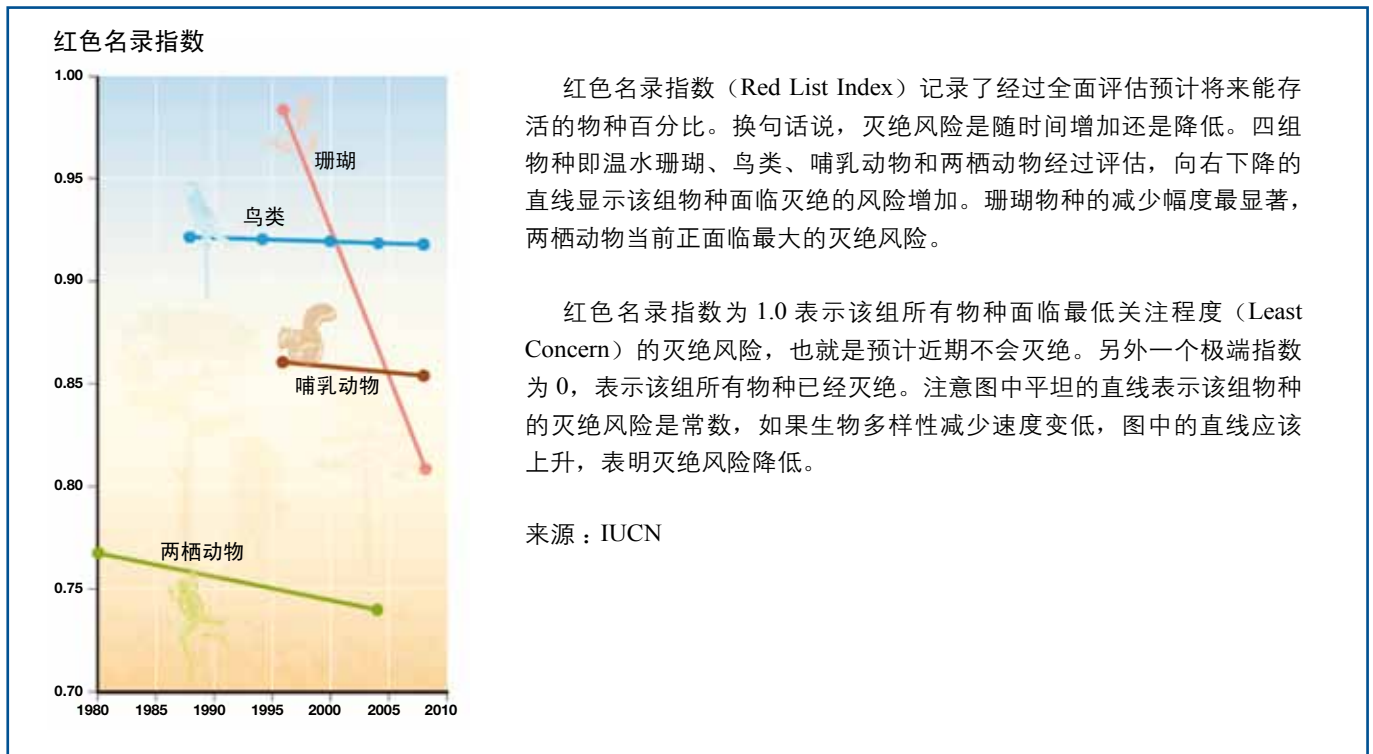 红色名录指数
1.00
0.95
0.90
0.85
0.80
0.75
0.70
珊瑚
鸟类
哺乳动物
两栖动物
1980 1985 1990 1995 2000 2005 2010
红色名录指数（Red List Index）记录了经过全面评估预计将来能存
活的物种百分比。换句话说，灭绝风险是随时间增加还是降低。四组
物种即温水珊瑚、鸟类、哺乳动物和两栖动物经过评估，向右下降的
直线显示该组物种面临灭绝的风险增加。珊瑚物种的减少幅度最显著，
两栖动物当前正面临最大的灭绝风险。
红色名录指数为 1.0 表示该组所有物种面临最低关注程度（Least
Concern）的灭绝风险，也就是预计近期不会灭绝。另外一个极端指数
为 0，表示该组所有物种已经灭绝。注意图中平坦的直线表示该组物种
的灭绝风险是常数，如果生物多样性减少速度变低，图中的直线应该
上升，表明灭绝风险降低。
来源：IUCN